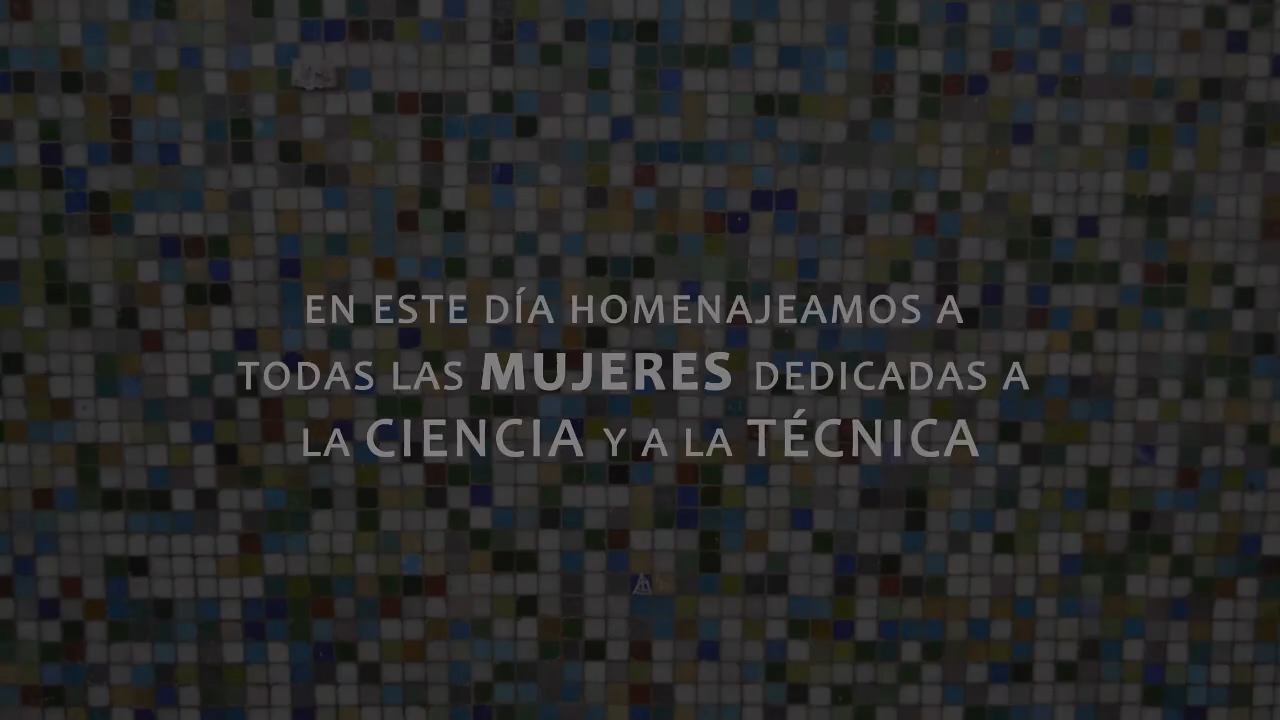 EN ESTE DÍA HOMENAJEAMOS A
TODAS LAS MUJERES DEDICADAS A
LA CIENCIA Y A LA TÉCNICA